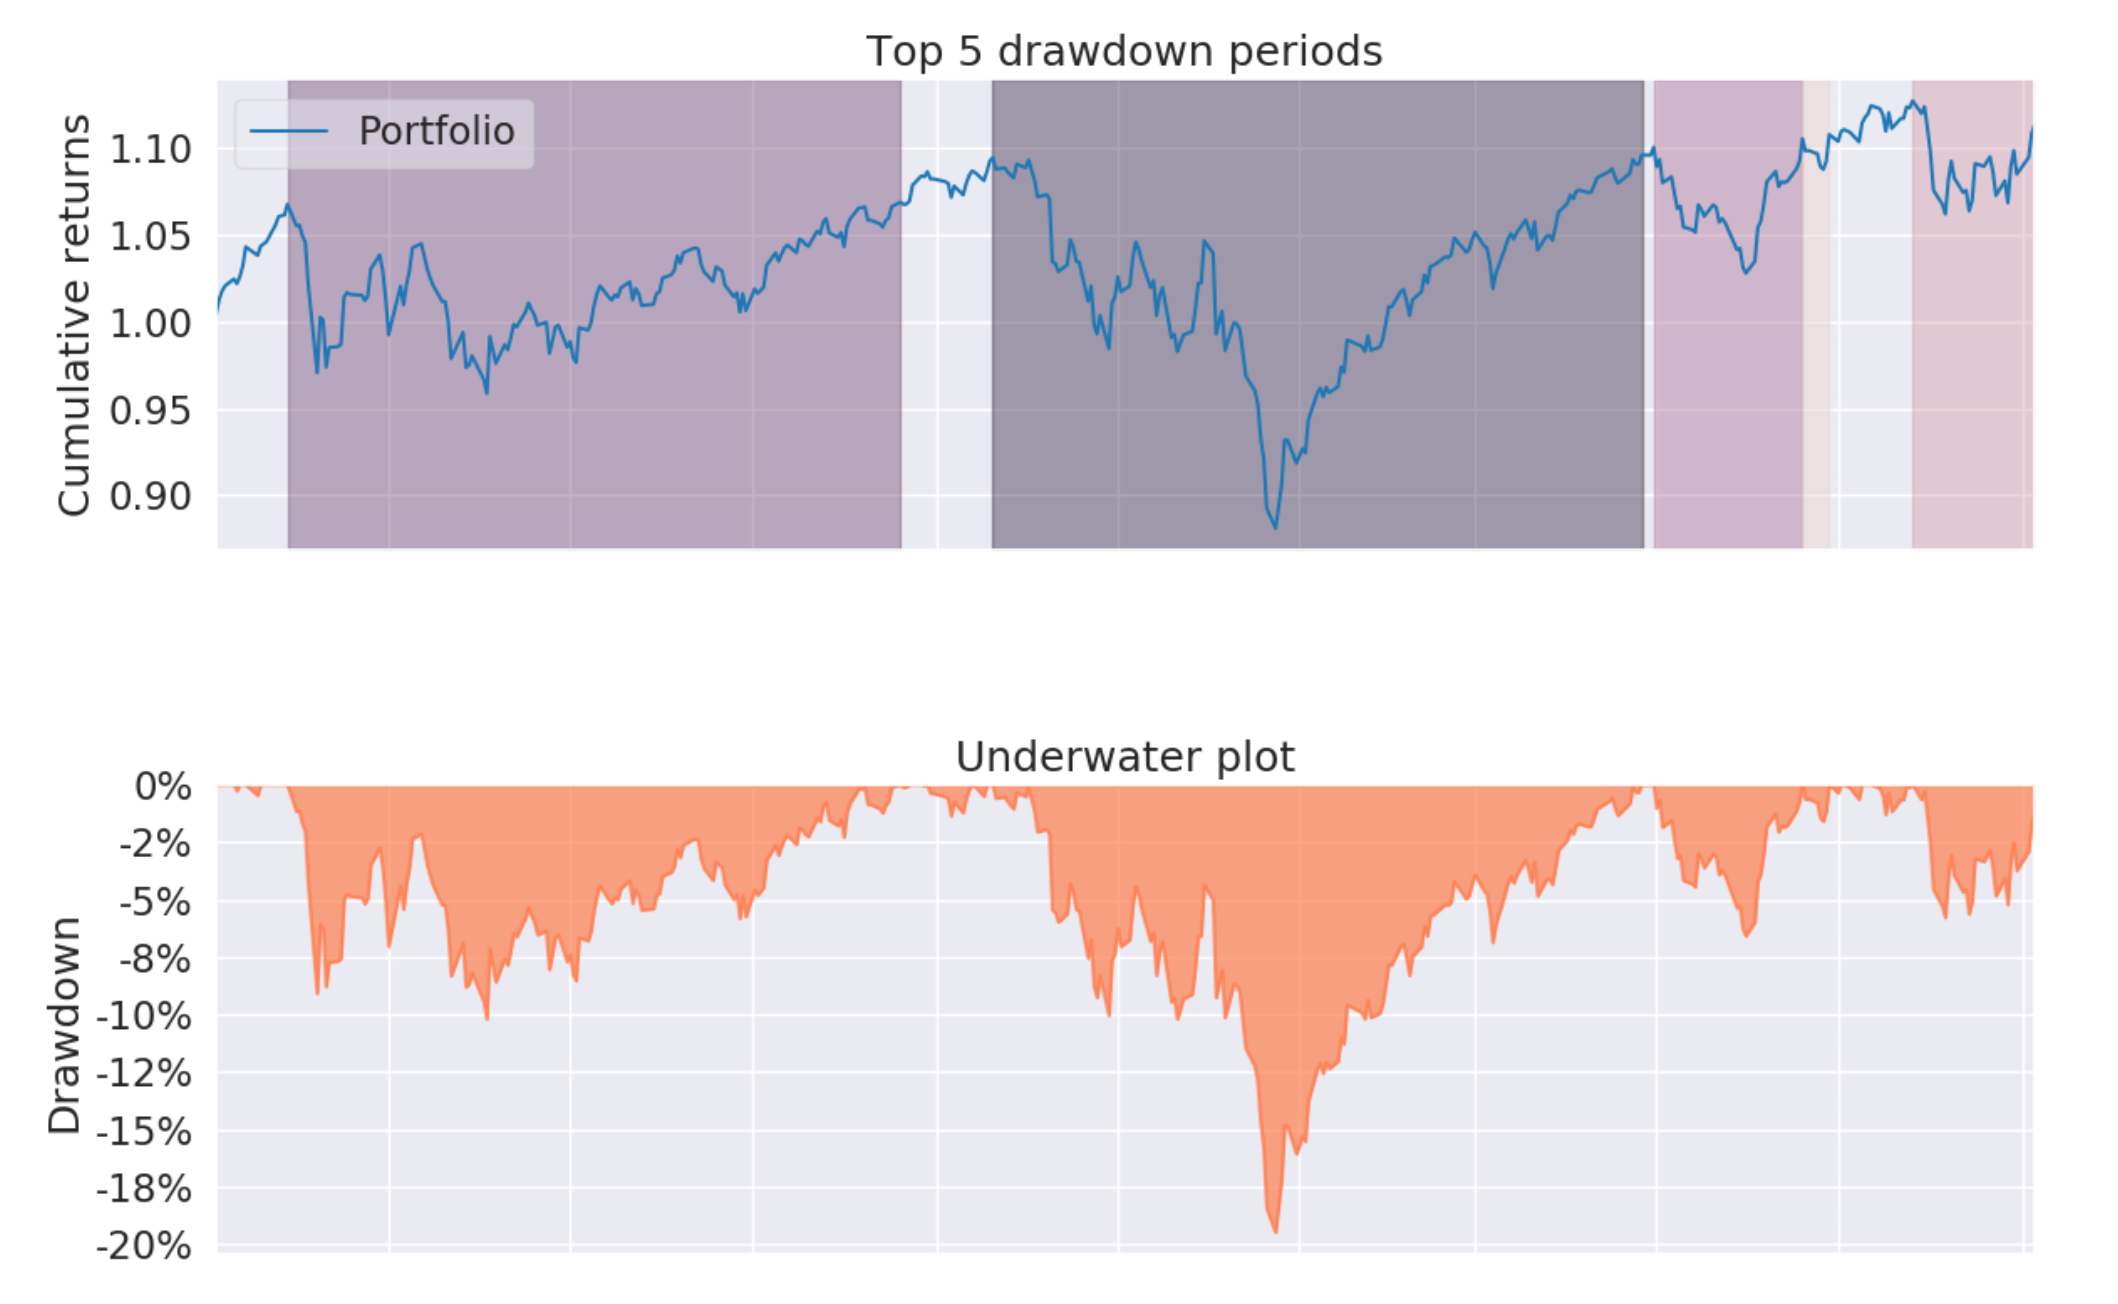 Top 5 drawdown periods
Portfolio
Cumulative returns
1.10
1.05
1.00
0.95
0.90
Underwater plot
Drawdown
0%
-2%
-5%
-8%
-10%
-12%
-15%
-18%
-20%